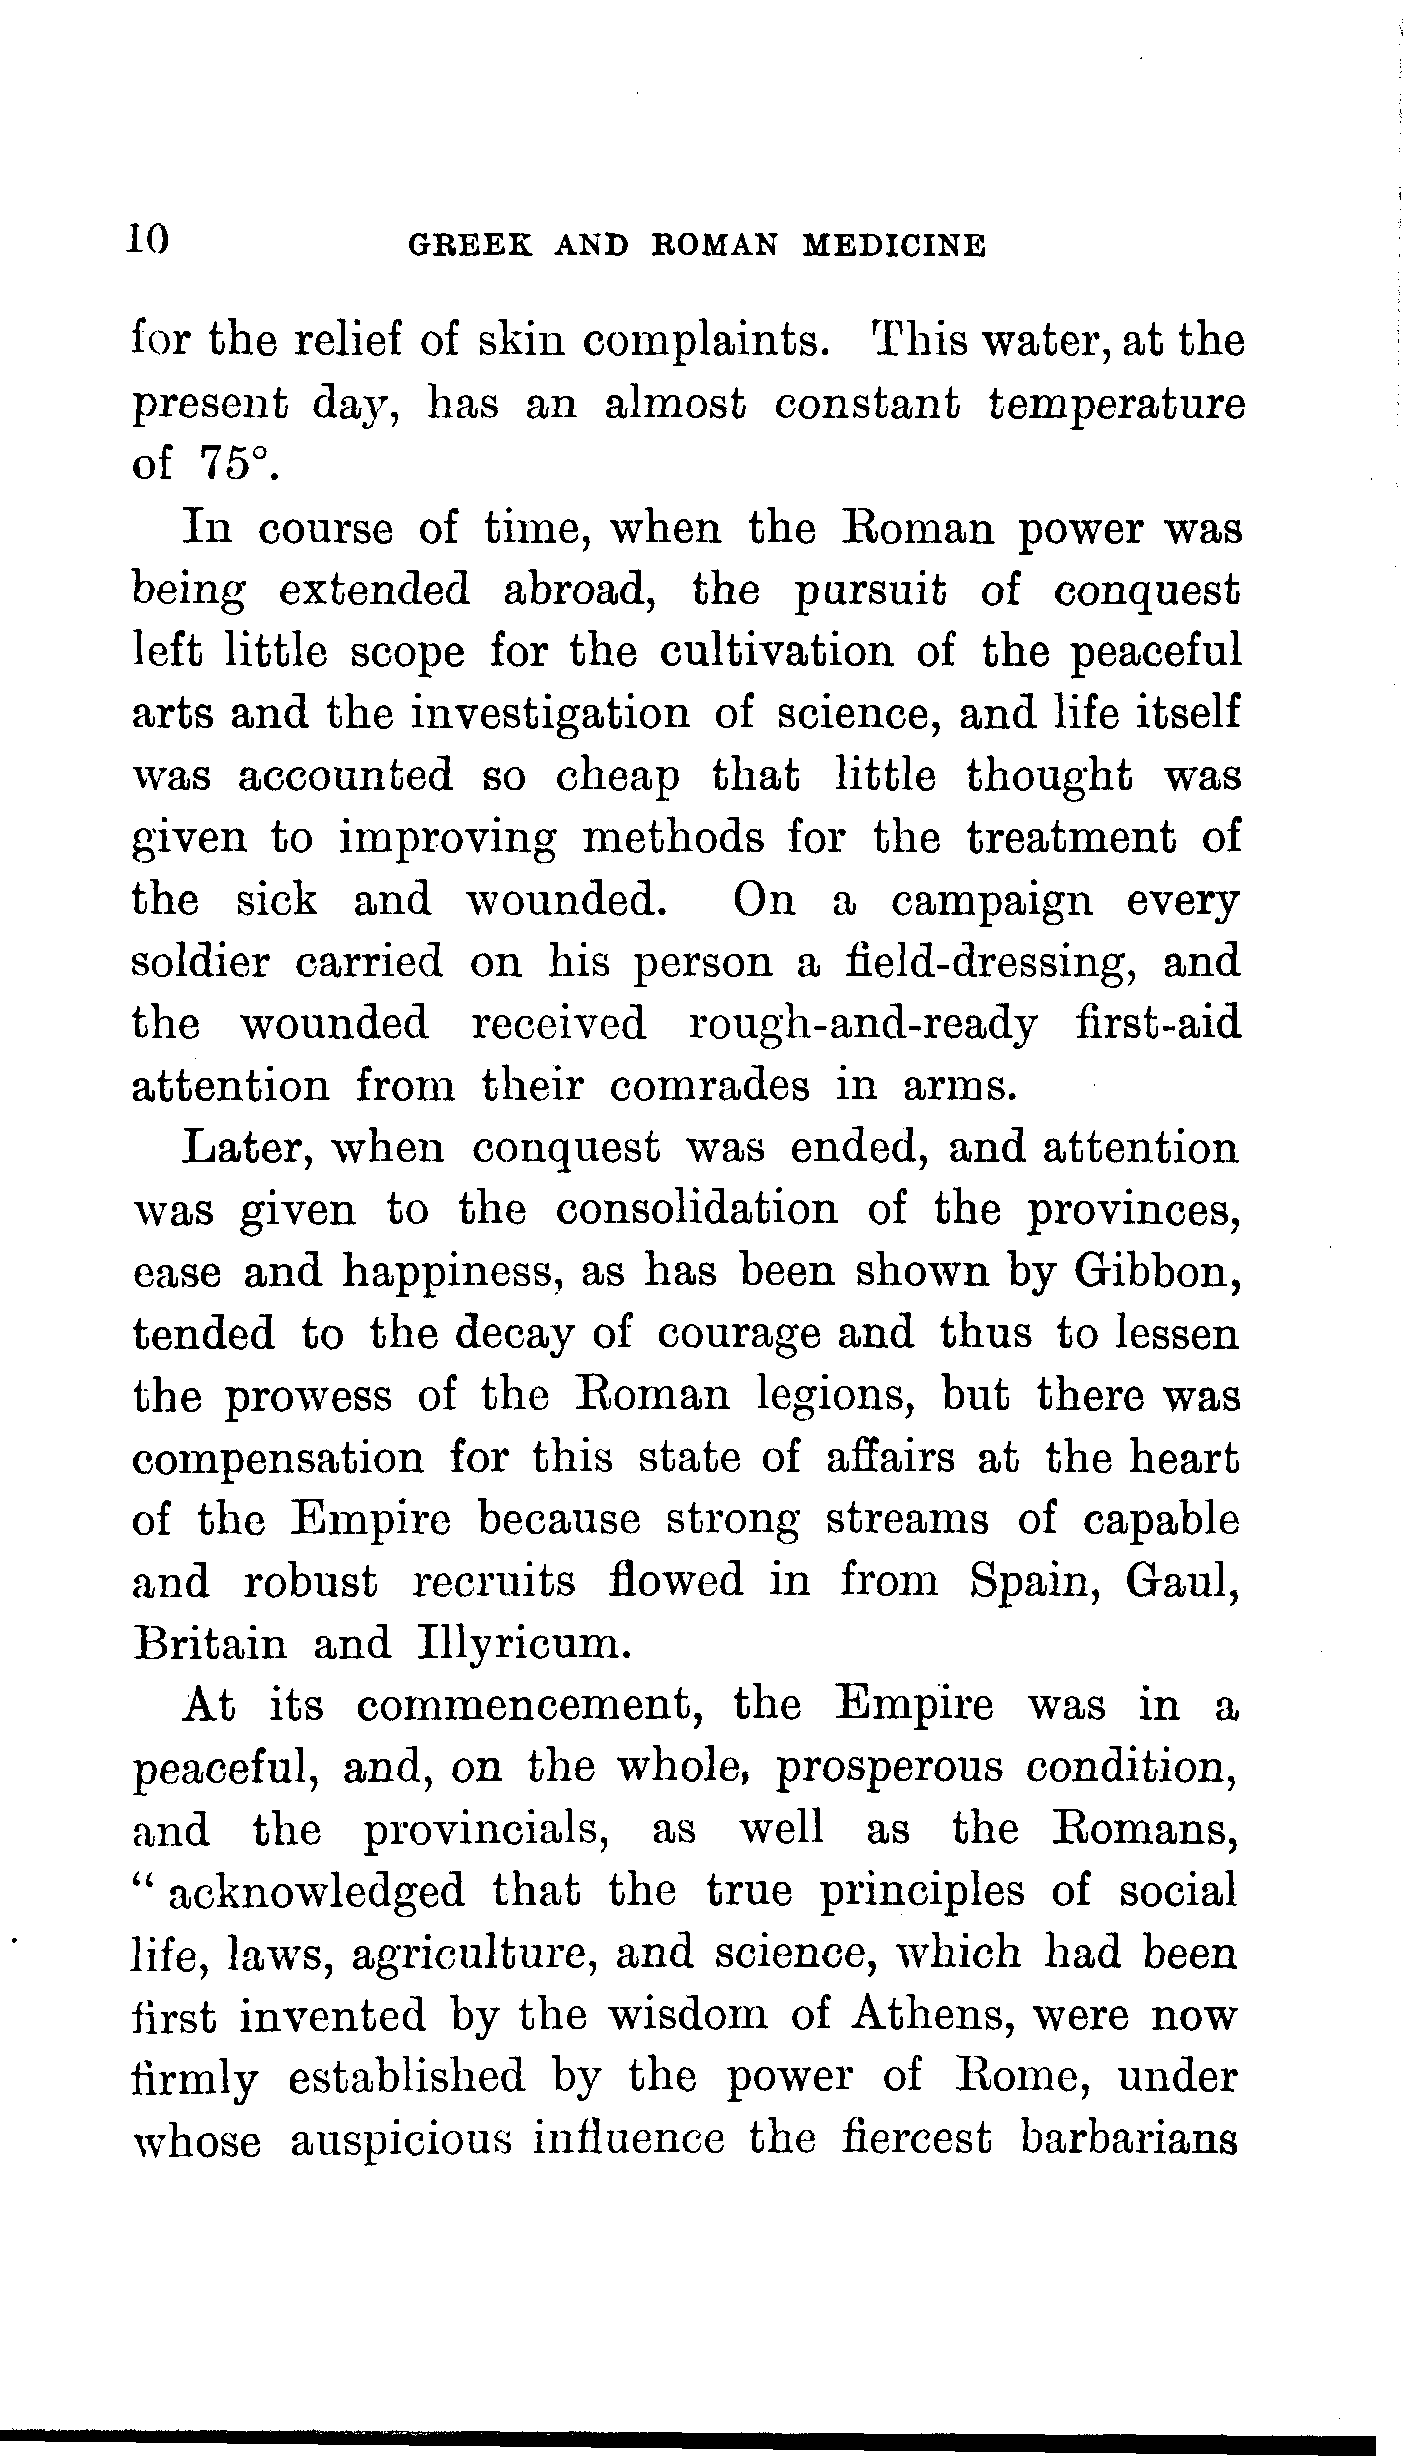 10 GREEK AND ROMAN MEDICINE
for the relief of skin complaints. This water, at the
present day, has an almost constant temperature
of 75°.
In course of time, when the Roman power was
being extended abroad, the pursuit of conquest
left little scope for the cultivation of the peaceful
arts and the investigation of science, and life itself
was accounted so cheap that little thought was
given to improving methods for the treatment of
the sick and wounded. On a campaign every
soldier carried on his person a field-dressing, and
the wounded received rough-and-ready first-aid
attention from their comrades in arms.
Later, when conquest was ended, and attention
was given to the consolidation of the provinces,
ease and happiness, as has been shown by Gibbon,
tended to the decay of courage and thus to lessen
the prowess of the Roman legions, but there was
compensation for this state of affairs at the heart
of the Empire because strong streams of capable
and robust recruits flowed in from Spain, Gaul,
Britain and Illyricum.
At its commencement, the Empire was in a
peaceful, and, on the whole, prosperous condition,
and the provincials, as well as the Romans,
“ acknowledged that the true principles of social
life, laws, agriculture, and science, which had been
first invented by the wisdom of Athens, were now
firmly established by the power of Rome, under
whose auspicious influence the fiercest barbarians